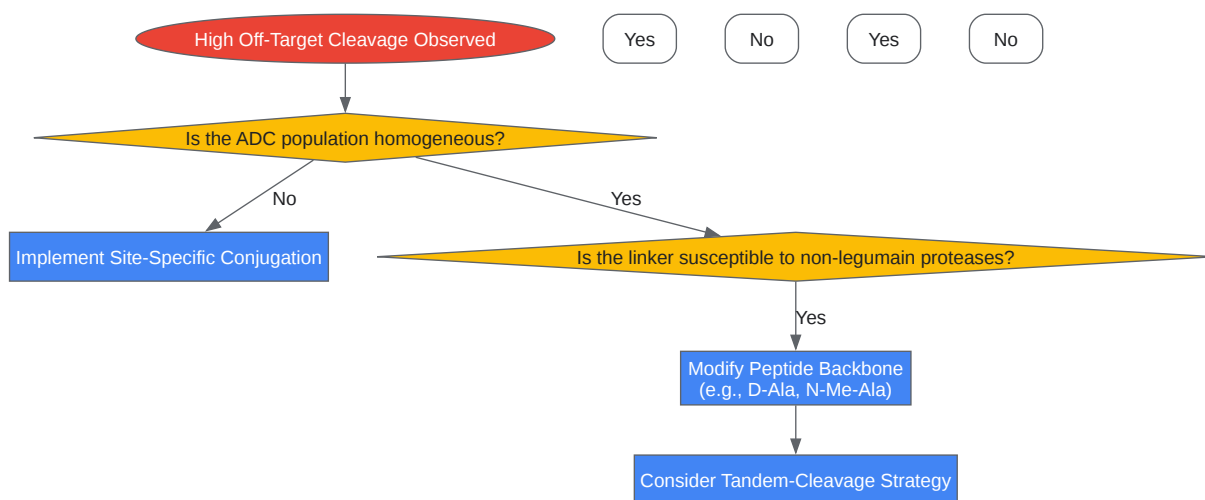 High Off-Target Cleavage Observed
Yes
No
Yes
No
Is the ADC population homogeneous?
No
Yes
Implement Site-Specific Conjugation
Is the linker susceptible to non-legumain proteases?
Yes
Modify Peptide Backbone
(e.g., D-Ala, N-Me-Ala)
Consider Tandem-Cleavage Strategy